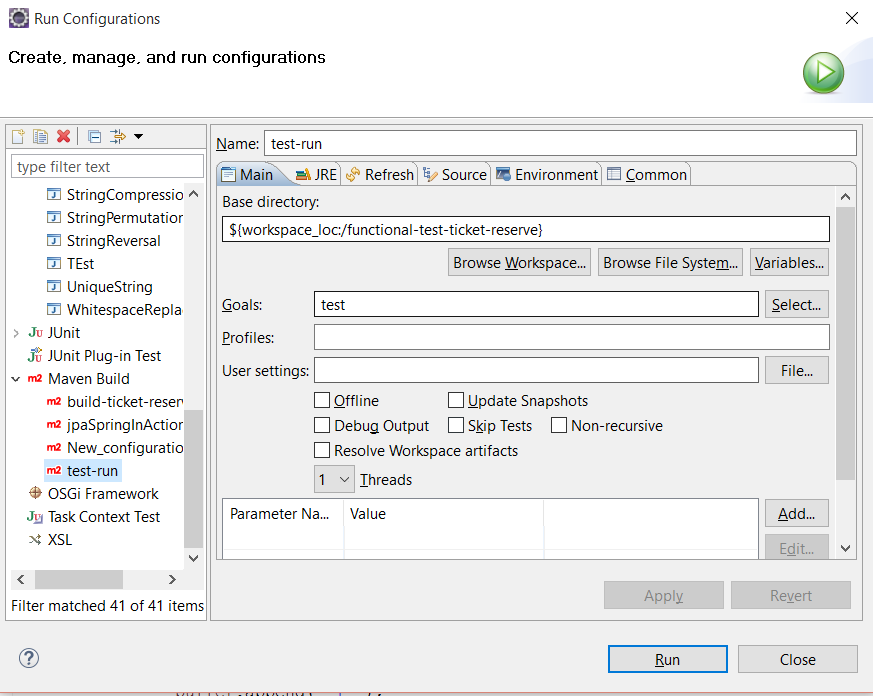 Run Configurations
Create, manage, and run configurations
type filter text
StringCompressio
StringPermutation
StringReversal
TEst
UniqueString
WhitespaceRepla
JUnit
JUnit Plug-in Test
Maven Build
build-ticket-reserv
jpaSpringInAction
New_configuratio
test-run
OSGi Framework
Task Context Test
XSL
Filter matched 41 of 41 items
Name: test-run
Main JRE Refresh Source Environment Common
Base directory:
${workspace_loc:/functional-test-ticket-reserve}
Browse Workspace... Browse File System... Variables...
Goals: test Select...
Profiles:
User settings: File...
Offline Update Snapshots
Debug Output Skip Tests Non-recursive
Resolve Workspace artifacts
1 Threads
Parameter Na... Value Add...
Edit...
Apply Revert
Run Close